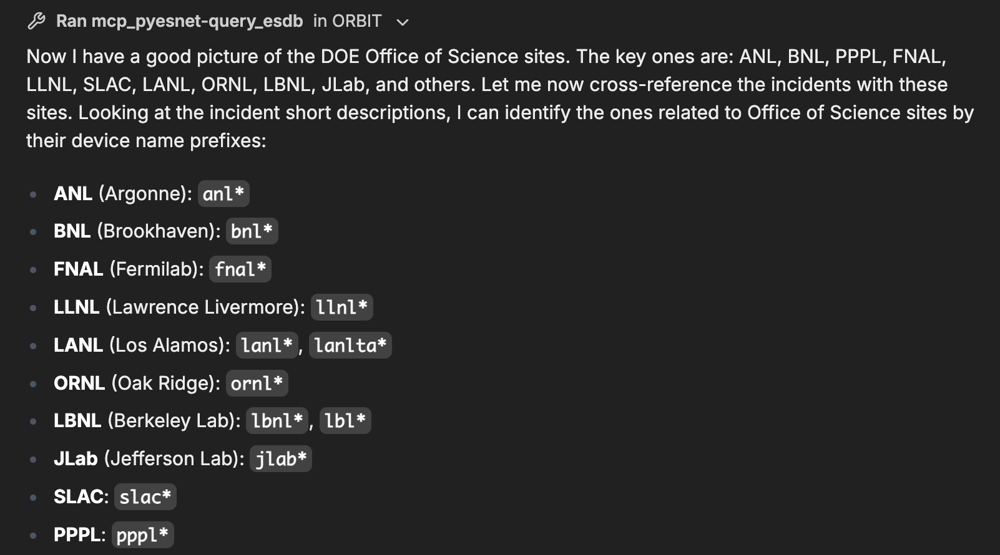 Ran mcp_pyesnet-query_esdb in ORBIT
Now I have a good picture of the DOE Office of Science sites. The key ones are: ANL, BNL, PPPL, FNAL,
LLNL, SLAC, LANL, ORNL, LBNL, JLab, and others. Let me now cross-reference the incidents with these
sites. Looking at the incident short descriptions, I can identify the ones related to Office of Science sites by
their device name prefixes:
• ANL (Argonne): anl*
• BNL (Brookhaven): bnl*
• FNAL (Fermilab): fnal*
• LLNL (Lawrence Livermore): llnl*
• LANL (Los Alamos): lanl*, lanlta*
• ORNL (Oak Ridge): ornl*
• LBNL (Berkeley Lab): lbnl*, lbl*
• JLab (Jefferson Lab): jlab*
• SLAC: slac*
• PPPL: pppl*